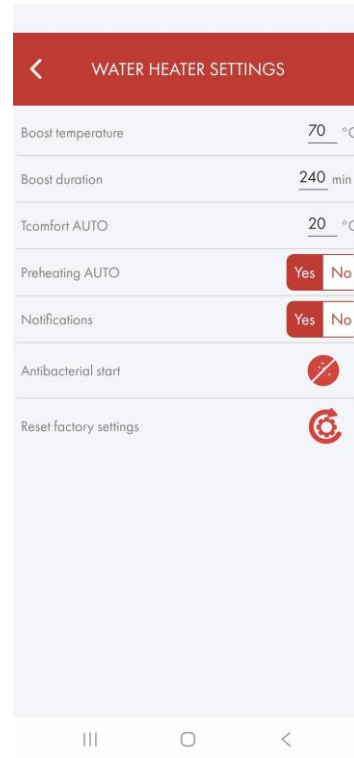 WATER HEATER SETTINGS
Boost temperature 70 °C
Boost duration 240 min
Tcomfort AUTO 20 °C
Preheating AUTO Yes No
Notifications Yes No
Antibacterial start
Reset factory settings